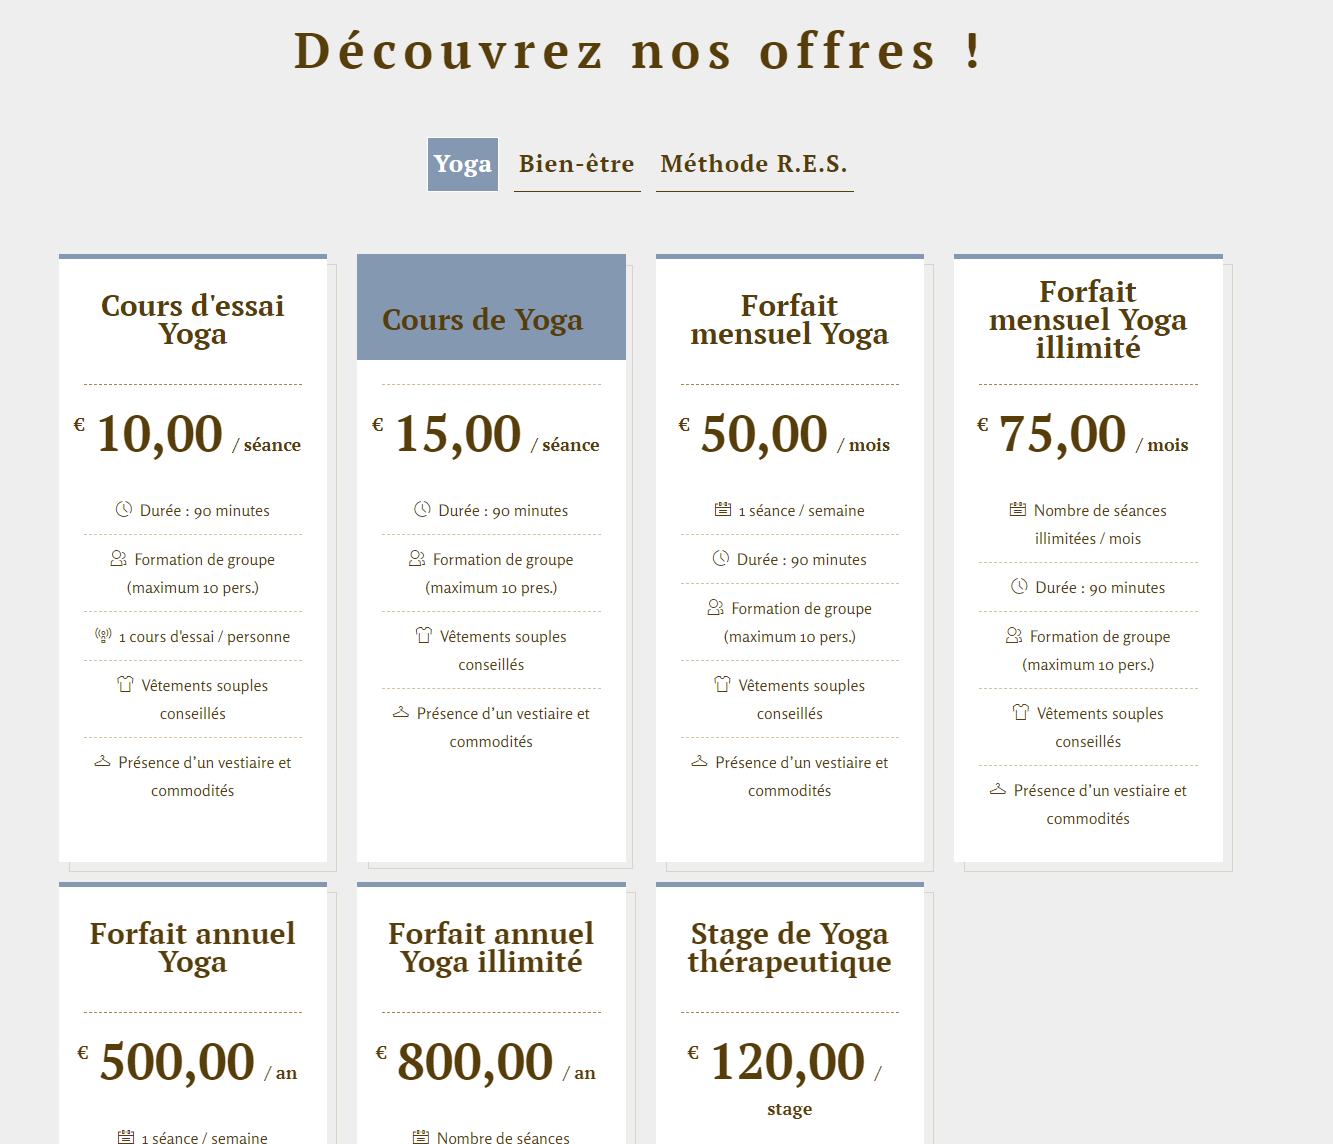 Découvrez nos offres !
Yoga
Bien-être
Méthode R.E.S.
Cours d'essai
Yoga
€ 10,00 / séance
Durée : 90 minutes
Formation de groupe
(maximum 10 pers.)
1 cours d'essai / personne
Vêtements souples
conseillés
Présence d’un vestiaire et
commodités
Cours de Yoga
€ 15,00 / séance
Durée : 90 minutes
Formation de groupe
(maximum 10 pres.)
Vêtements souples
conseillés
Présence d’un vestiaire et
commodités
Forfait
mensuel Yoga
€ 50,00 / mois
1 séance / semaine
Durée : 90 minutes
Formation de groupe
(maximum 10 pers.)
Vêtements souples
conseillés
Présence d’un vestiaire et
commodités
Forfait
mensuel Yoga
illimité
€ 75,00 / mois
Nombre de séances
illimitées / mois
Durée : 90 minutes
Formation de groupe
(maximum 10 pers.)
Vêtements souples
conseillés
Présence d’un vestiaire et
commodités
Forfait annuel
Yoga
€ 500,00 / an
1 séance / semaine
Forfait annuel
Yoga illimité
€ 800,00 / an
Nombre de séances
Stage de Yoga
thérapeutique
€ 120,00 /
stage